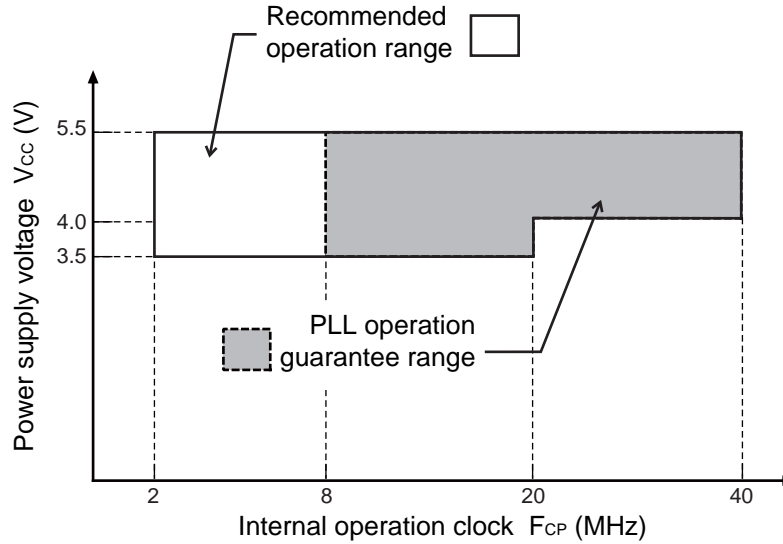 Recommended
operation range
Power supply voltage VCC (V)
5.5
4.0
3.5
PLL operation
guarantee range
2 8 20 40
Internal operation clock FCP (MHz)